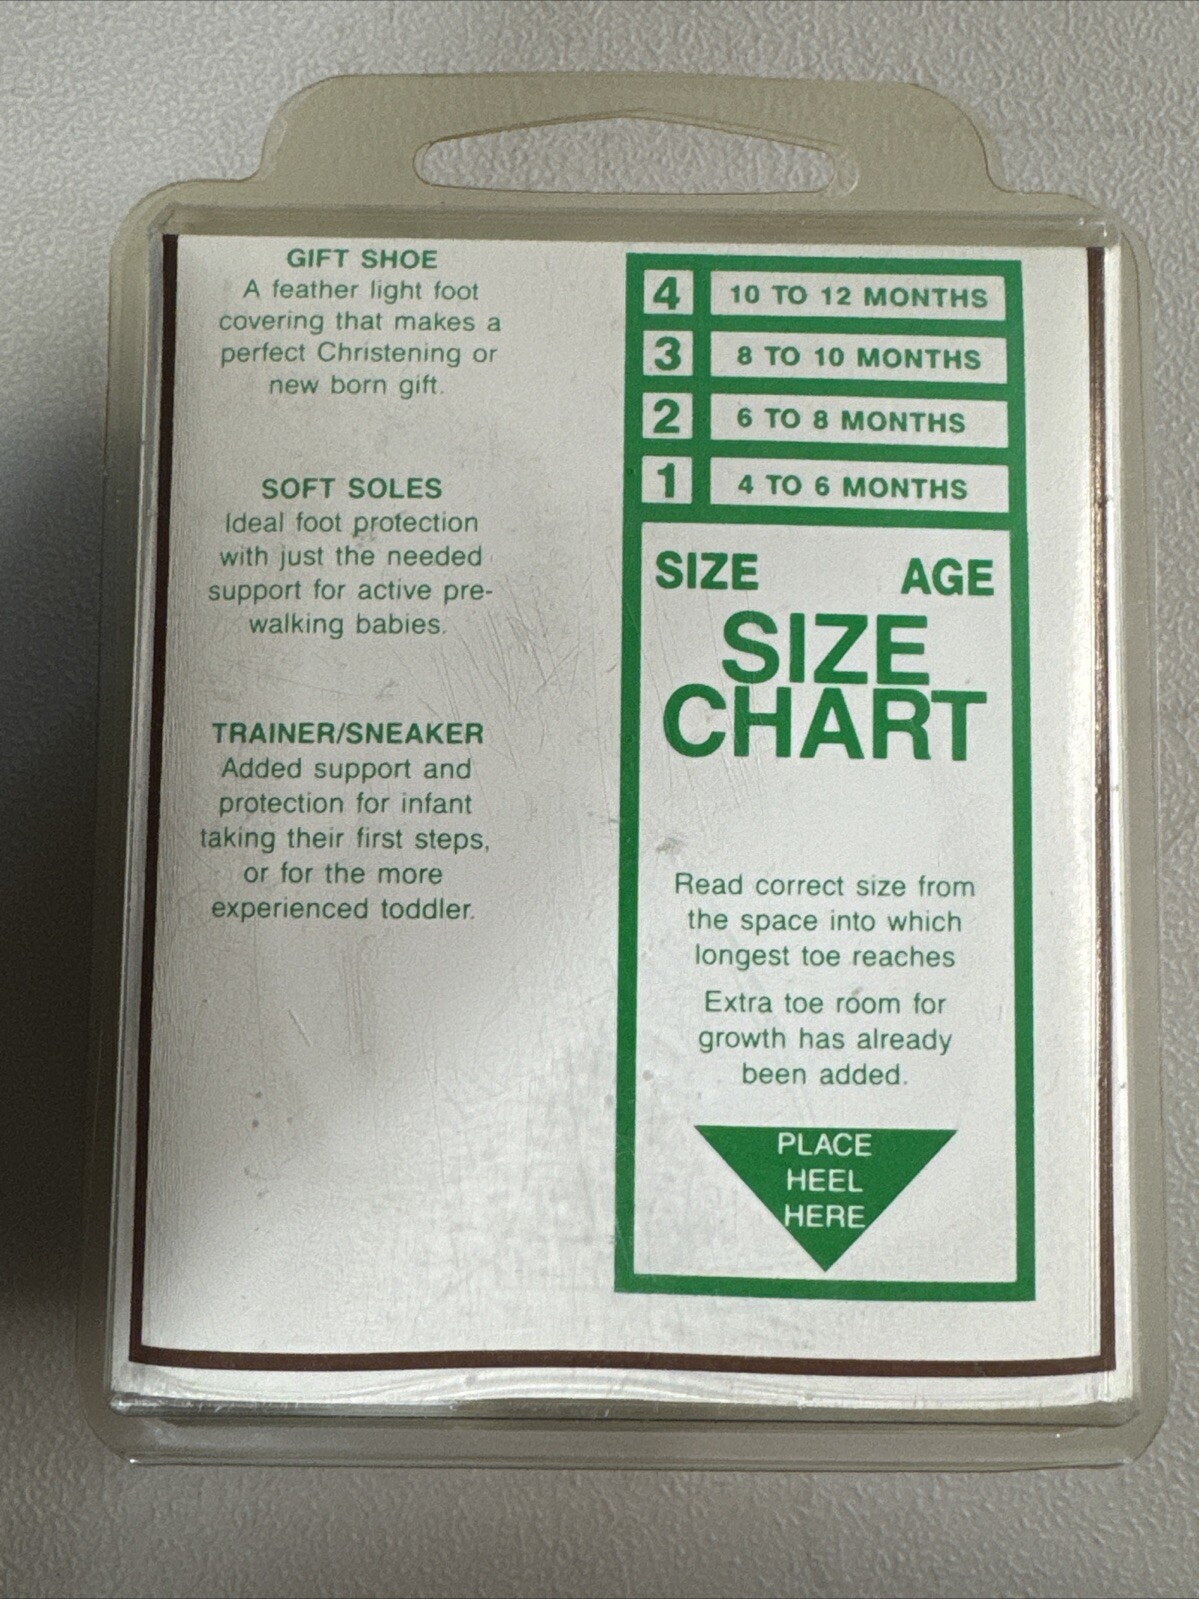 GIFT SHOE
A feather light foot
covering that makes a
perfect Christening or
new born gift.
SOFT SOLES
Ideal foot protection
with just the needed
support for active pre-
walking babies.
TRAINER/SNEAKER
Added support and
protection for infant
taking their first steps,
or for the more
experienced toddler.
4 10 TO 12 MONTHS
3 8 TO 10 MONTHS
2 6 TO 8 MONTHS
1 4 TO 6 MONTHS
SIZE AGE
SIZE
CHART
Read correct size from
the space into which
longest toe reaches
Extra toe room for
growth has already
been added.
PLACE
HEEL
HERE